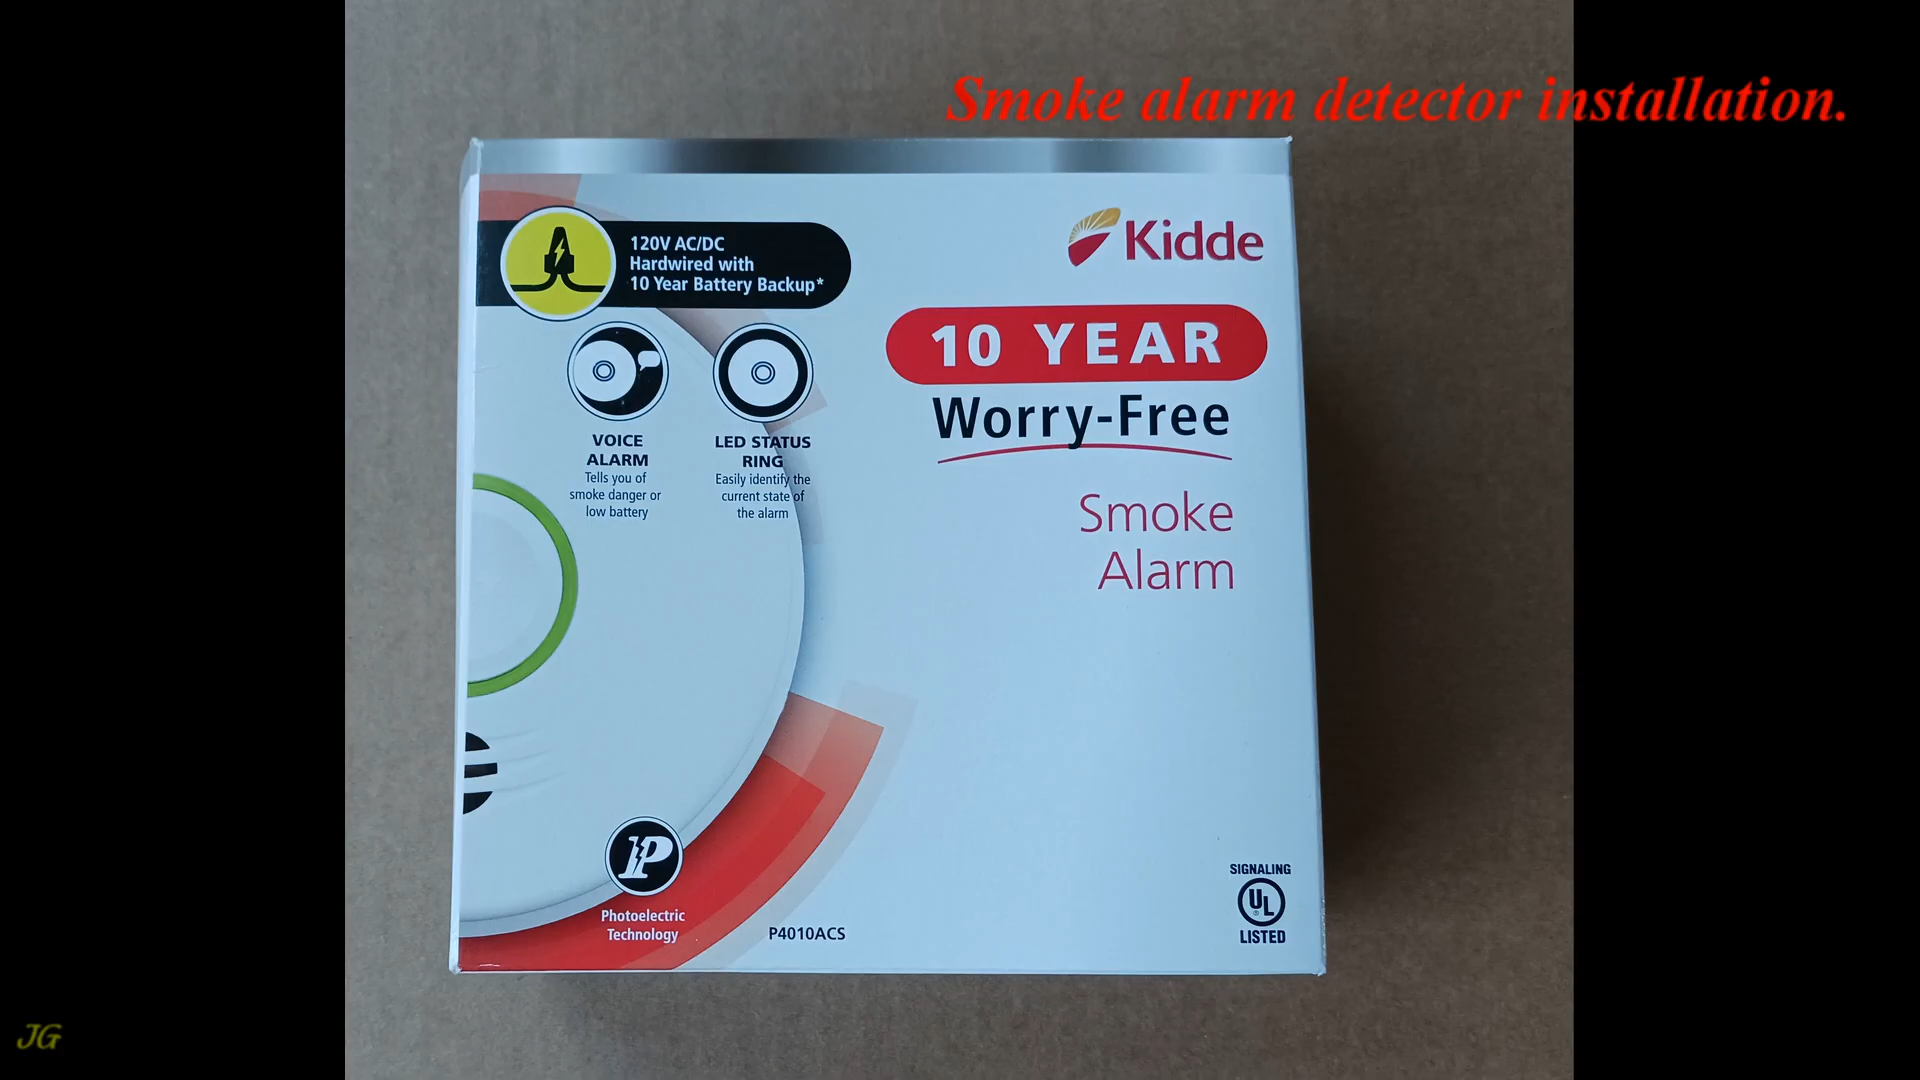 Smoke alarm detector installation.
120V AC/DC
Hardwired with
10 Year Battery Backup*
Kidde
10 YEAR
Worry-Free
Smoke
Alarm
VOICE
ALARM
Tells you of
smoke danger or
low battery
LED STATUS
RING
Easily identify the
current state of
the alarm
P
Photoelectric
Technology
P4010ACS
SIGNALING
UL
®
LISTED
JG